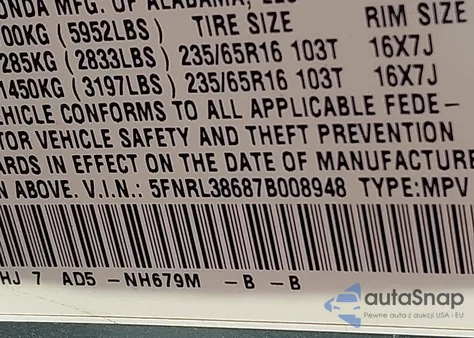 ONDA MFG. OF ALABAMA, LLC
00KG (5952LBS) TIRE SIZE RIM SIZE
285KG (2833LBS) 235/65R16 103T 16X7J
1450KG (3197LBS) 235/65R16 103T 16X7J
EHICLE CONFORMS TO ALL APPLICABLE FEDE-
TOR VEHICLE SAFETY AND THEFT PREVENTION
ARDS IN EFFECT ON THE DATE OF MANUFACTURE
N ABOVE. V.I.N.: 5FNRL38687B008948 TYPE:MPV
HJ 7 AD5 -NH679M -B -B
autoSnap
Pewne auta z aukcji USA i EU